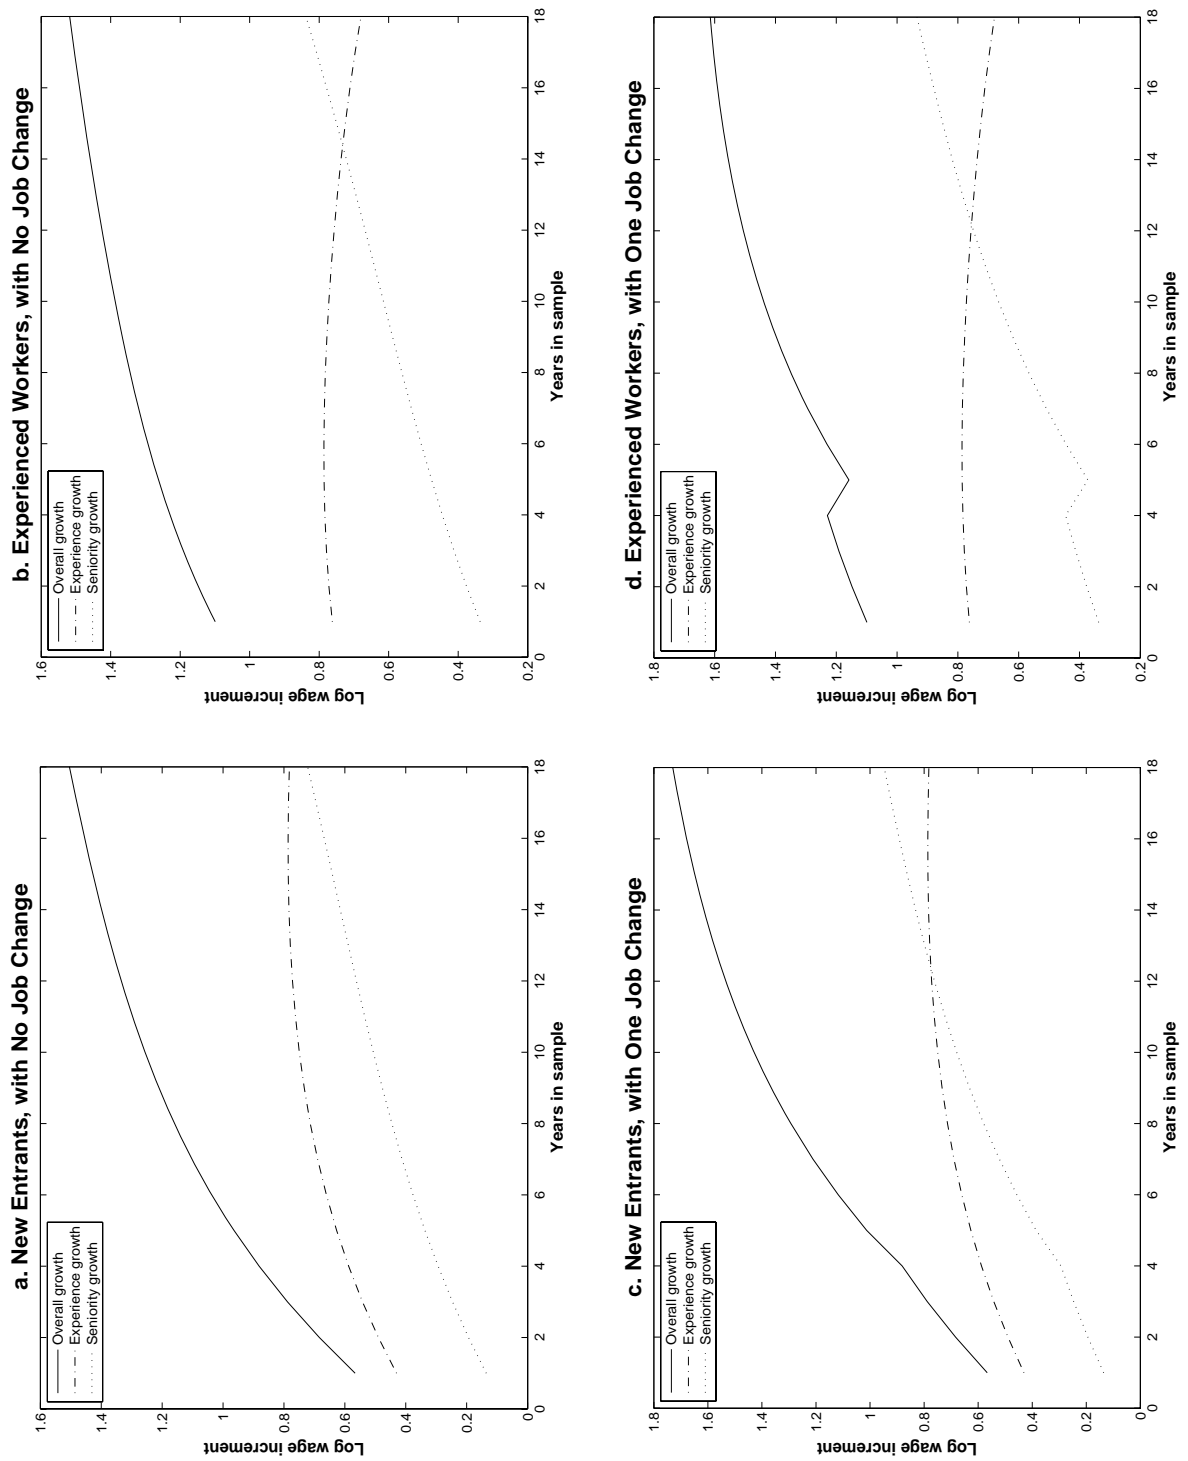 a. New Entrants, with No Job Change
Overall growth
Experience growth
Seniority growth
Log wage increment
1.6
1.4
1.2
1
0.8
0.6
0.4
0.2
0
0 2 4 6 8 10 12 14 16 18
Years in sample
b. Experienced Workers, with No Job Change
Overall growth
Experience growth
Seniority growth
Log wage increment
1.6
1.4
1.2
1
0.8
0.6
0.4
0.2
0 2 4 6 8 10 12 14 16 18
Years in sample
c. New Entrants, with One Job Change
Overall growth
Experience growth
Seniority growth
Log wage increment
1.8
1.6
1.4
1.2
1
0.8
0.6
0.4
0.2
0
0 2 4 6 8 10 12 14 16 18
Years in sample
d. Experienced Workers, with One Job Change
Overall growth
Experience growth
Seniority growth
Log wage increment
1.8
1.6
1.4
1.2
1
0.8
0.6
0.4
0.2
0 2 4 6 8 10 12 14 16 18
Years in sample